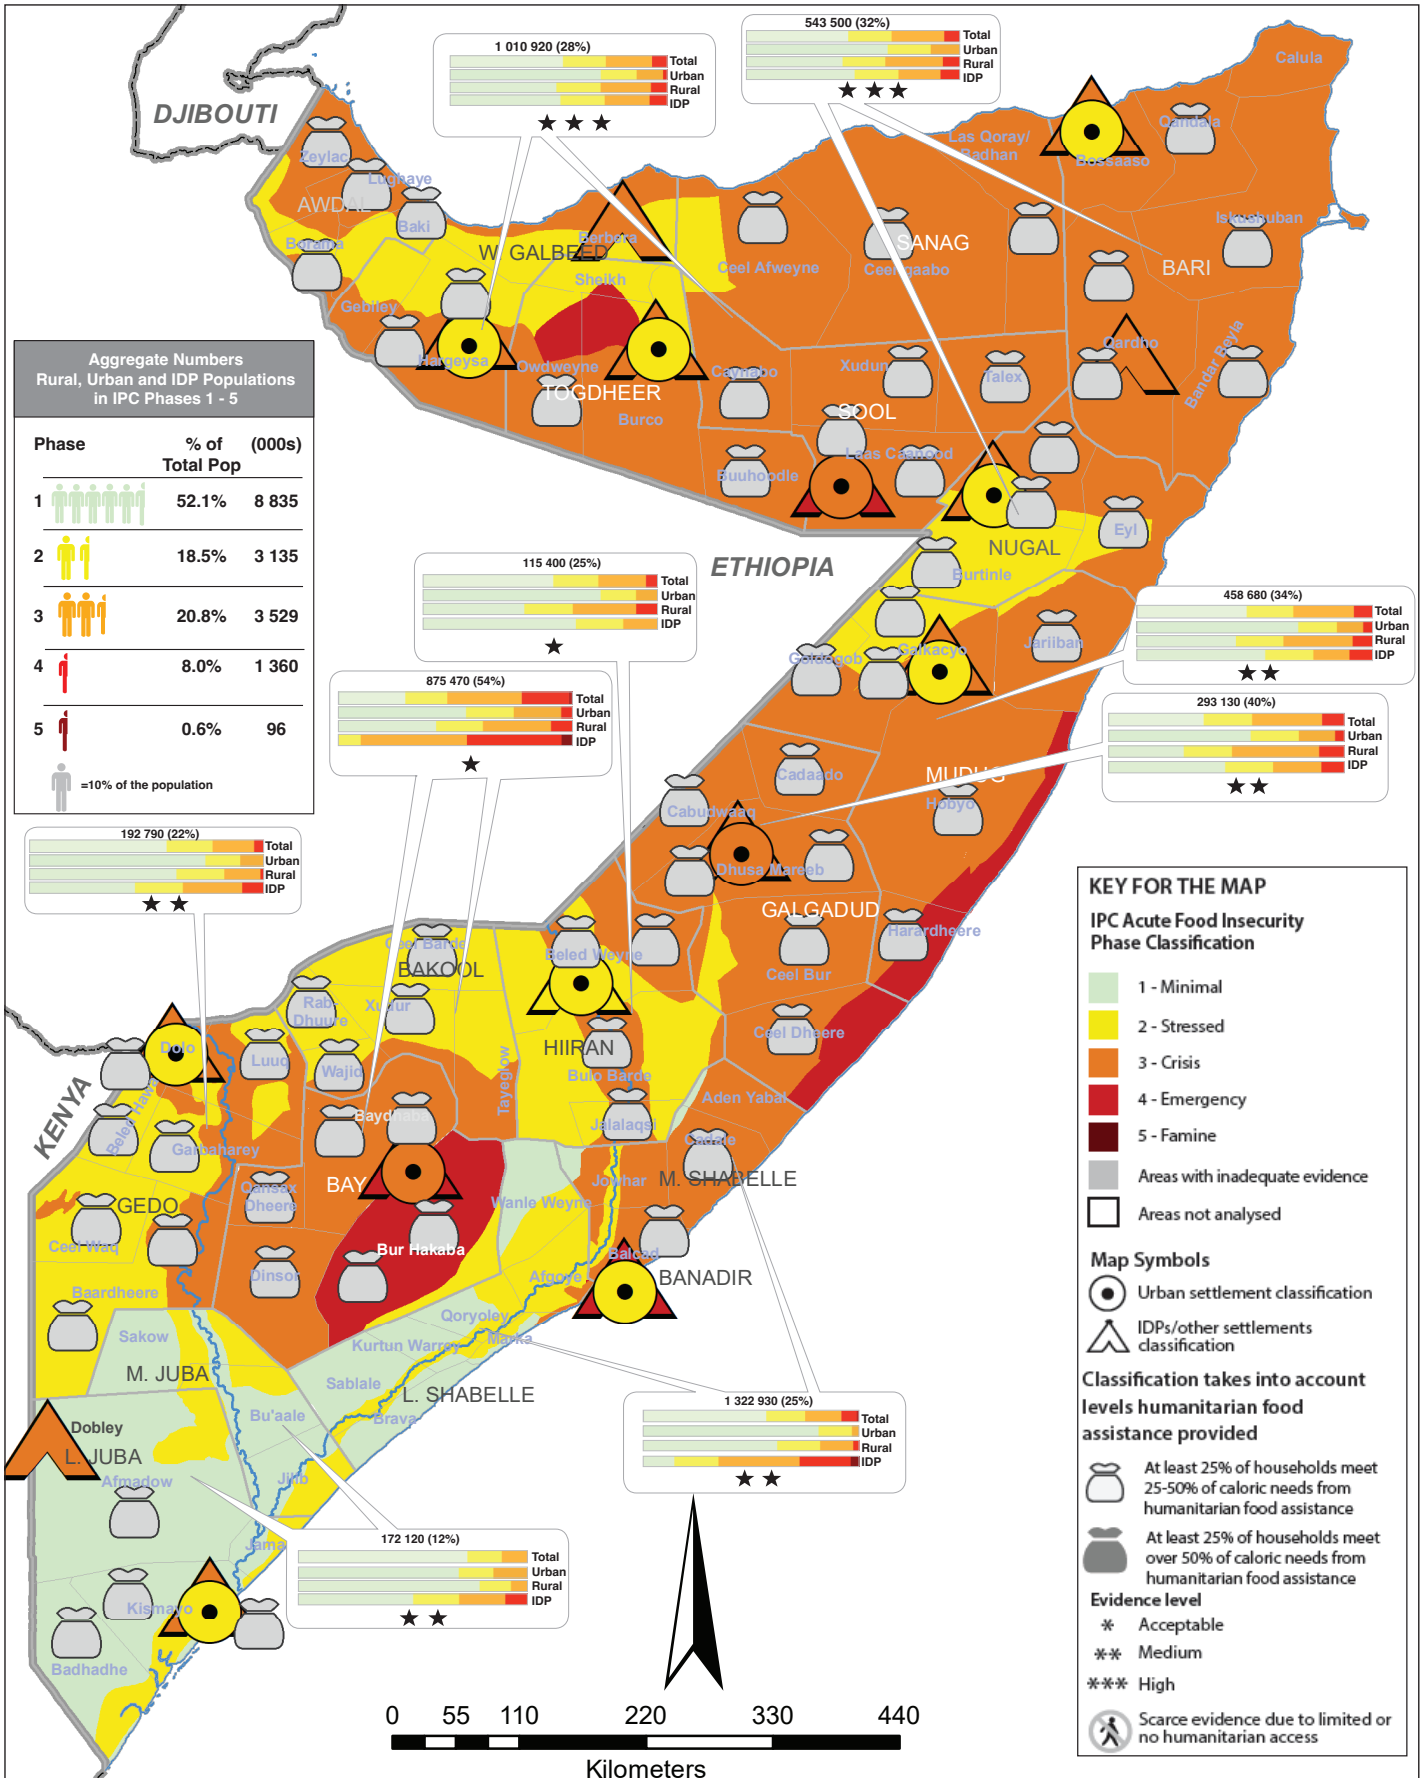 1 010 920 (28%)
Total
Urban
Rural
IDP
★ ★ ★
543 500 (32%)
Total
Urban
Rural
IDP
★ ★ ★
DJIBOUTI
Calula
Qandala
Las Qoray/
Badhan
Bossaaso
Zeylac
Lughaye
AWDAL
Baki
Borama
W. GALBEED
Berbera
Sheikh
Ceel Afweyne
SANAG
Ceerigaabo
Iskushuban
BARI
Gebiley
Hargeysa
Owdweyne
TOGDHEER
Burco
Caynabo
Xudun
Talex
Qardho
Bandar Beyla
SOOL
Laas Caanood
Buuhoodle
Eyl
NUGAL
Burtinle
ETHIOPIA
Aggregate Numbers
Rural, Urban and IDP Populations
in IPC Phases 1 - 5
Phase % of Total Pop (000s)
1 52.1% 8 835
2 18.5% 3 135
3 20.8% 3 529
4 8.0% 1 360
5 0.6% 96
=10% of the population
115 400 (25%)
Total
Urban
Rural
IDP
★
458 680 (34%)
Total
Urban
Rural
IDP
★ ★
Goldogob
Galkacyo
Jariiban
875 470 (54%)
Total
Urban
Rural
IDP
★
293 130 (40%)
Total
Urban
Rural
IDP
★ ★
Cadaado
MUDUG
Hobyo
Cabudwaaq
Dhusa Mareeb
GALGADUD
Harardheere
Ceel Bur
Ceel Dheere
192 790 (22%)
Total
Urban
Rural
IDP
★ ★
Ceel Barde
BAKOOL
Rab-
Dhuure
Xudur
Beled Weyne
HIIRAN
Bulo Barde
Tayeglow
Jalalaqsi
Aden Yabal
Cadale
KENYA
Dolo
Luuq
Wajid
Beled Hawa
Garbaharey
Baydhaba
BAY
Qansax
Dheere
GEDO
Ceel Waq
Bur Hakaba
Dinsor
Baardheere
Wanle Weyne
Jowhar
M. SHABELLE
Balcad
BANADIR
Afgoye
Qoryoley
Marka
Kurtun Warrey
Sablale
L. SHABELLE
Brava
Sakow
M. JUBA
Bu'aale
Dobley
L. JUBA
Afmadow
Jilib
Jama
Kismayo
Badhadhe
1 322 930 (25%)
Total
Urban
Rural
IDP
★ ★
172 120 (12%)
Total
Urban
Rural
IDP
★ ★
0 55 110 220 330 440
Kilometers
KEY FOR THE MAP
IPC Acute Food Insecurity
Phase Classification
1 - Minimal
2 - Stressed
3 - Crisis
4 - Emergency
5 - Famine
Areas with inadequate evidence
Areas not analysed
Map Symbols
Urban settlement classification
IDPs/other settlements
classification
Classification takes into account
levels humanitarian food
assistance provided
At least 25% of households meet
25-50% of caloric needs from
humanitarian food assistance
At least 25% of households meet
over 50% of caloric needs from
humanitarian food assistance
Evidence level
* Acceptable
** Medium
*** High
Scarce evidence due to limited or
no humanitarian access